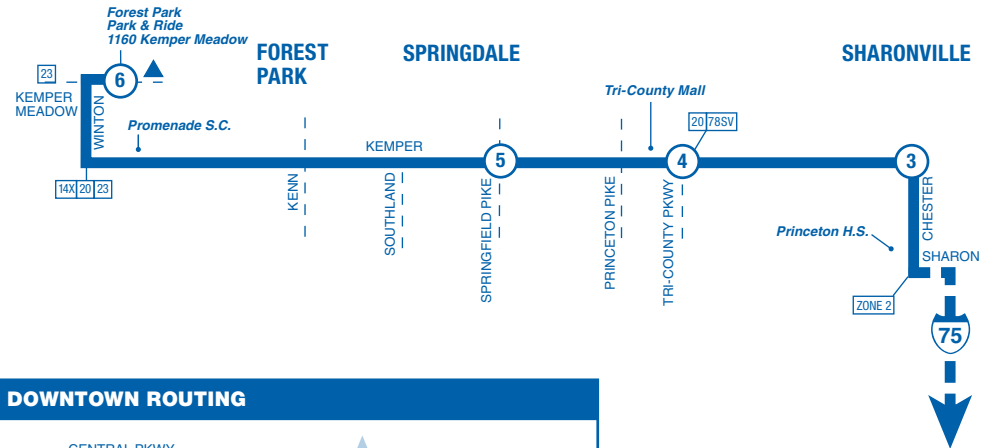 Forest Park
Park & Ride
1160 Kemper Meadow
FOREST
PARK
SPRINGDALE
SHARONVILLE
23
6
KEMPER
MEADOW
WINTON
Promenade S.C.
Tri-County Mall
20 78SV
KEMPER
5
4
3
14X 20 23
KENN
SOUTHLAND
SPRINGFIELD PIKE
PRINCETON PIKE
TRI-COUNTY PKWY
CHESTER
Princeton H.S.
SHARON
ZONE 2
75
DOWNTOWN ROUTING
CENTRAL PKWY